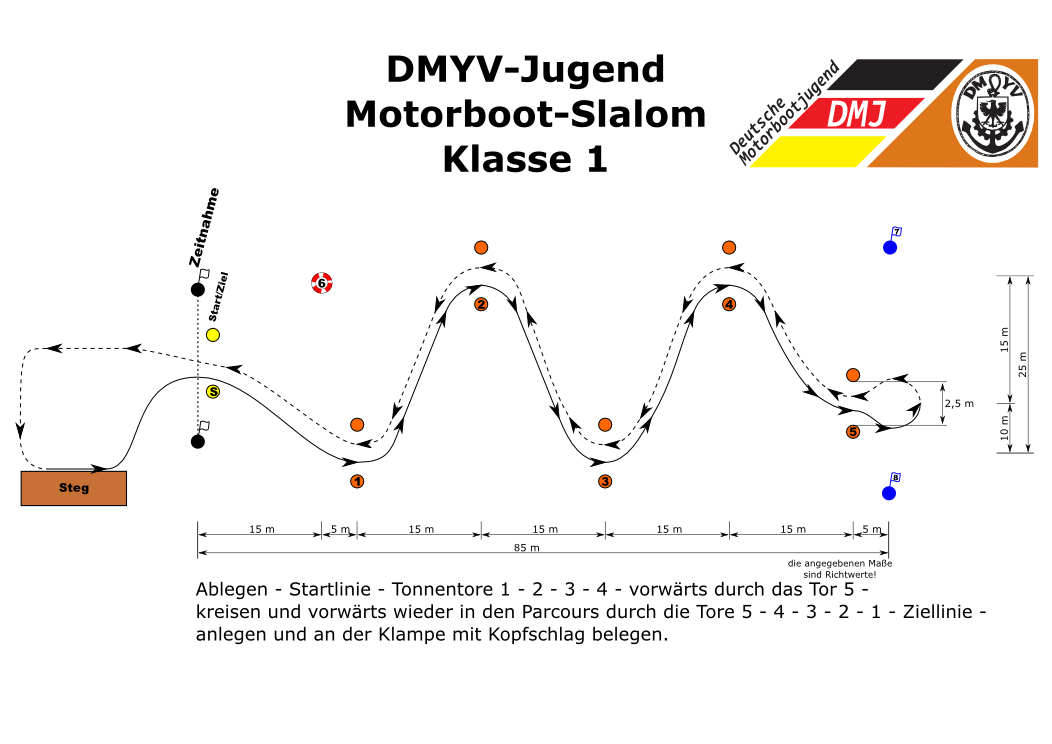 DMYV-Jugend
Motorboot-Slalom
Klasse 1
Deutsche
Motorbootjugend
DMJ
DMYV
Zeitnahme
Start/Ziel
6
2
4
7
S
15 m
25 m
2,5 m
10 m
5
1
3
8
Steg
15 m
5 m
15 m
15 m
15 m
15 m
5 m
85 m
die angegebenen Maße
sind Richtwerte!
Ablegen - Startlinie - Tonnentore 1 - 2 - 3 - 4 - vorwärts durch das Tor 5 -
kreisen und vorwärts wieder in den Parcours durch die Tore 5 - 4 - 3 - 2 - 1 - Ziellinie -
anlegen und an der Klampe mit Kopfschlag belegen.